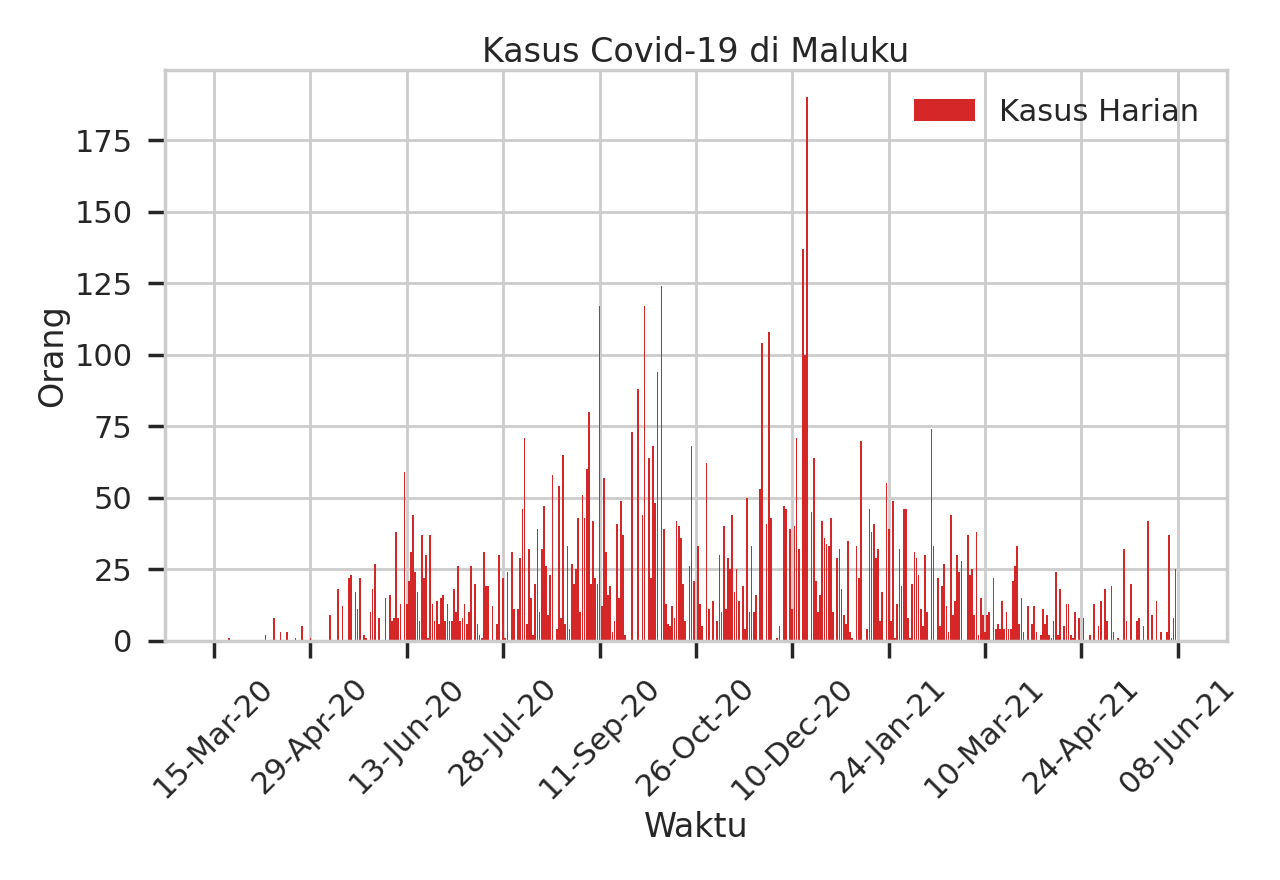 Kasus Covid-19 di Maluku
Kasus Harian
Orang
175
150
125
100
75
50
25
0
15-Mar-20
29-Apr-20
13-Jun-20
28-Jul-20
11-Sep-20
26-Oct-20
10-Dec-20
24-Jan-21
10-Mar-21
24-Apr-21
08-Jun-21
Waktu